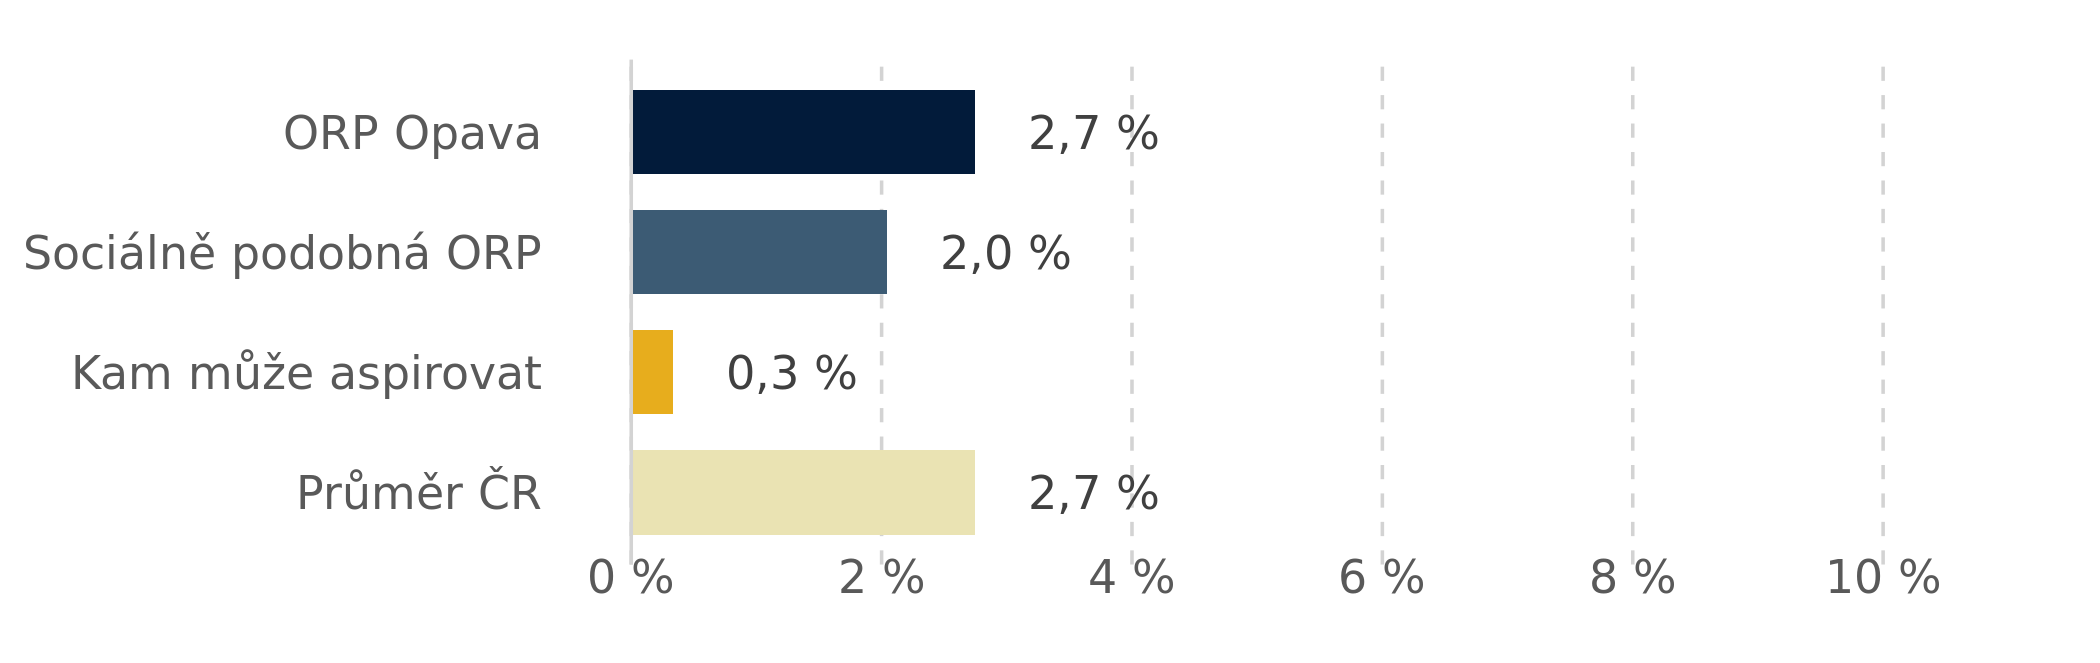 ORP Opava 2,7 %
Sociálně podobná ORP 2,0 %
Kam může aspirovat 0,3 %
Průměr ČR 2,7 %
0 % 2 % 4 % 6 % 8 % 10 %